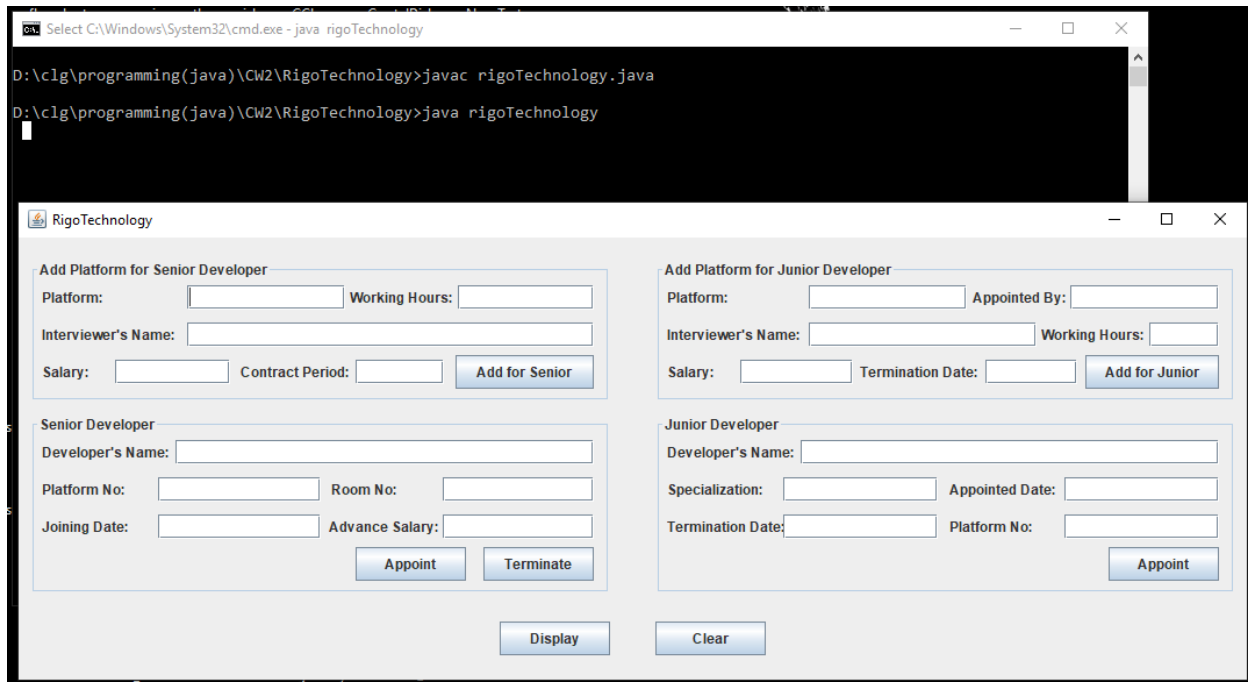 Select C:\Windows\System32\cmd.exe - java  rigoTechnology
D:\clg\programming(java)\CW2\RigoTechnology>javac rigoTechnology.java
D:\clg\programming(java)\CW2\RigoTechnology>java rigoTechnology
RigoTechnology
Add Platform for Senior Developer
Platform: Working Hours:
Interviewer's Name:
Salary: Contract Period: Add for Senior
Add Platform for Junior Developer
Platform: Appointed By:
Interviewer's Name: Working Hours:
Salary: Termination Date: Add for Junior
Senior Developer
Developer's Name:
Platform No: Room No:
Joining Date: Advance Salary:
Appoint Terminate
Junior Developer
Developer's Name:
Specialization: Appointed Date:
Termination Date: Platform No:
Appoint
Display Clear